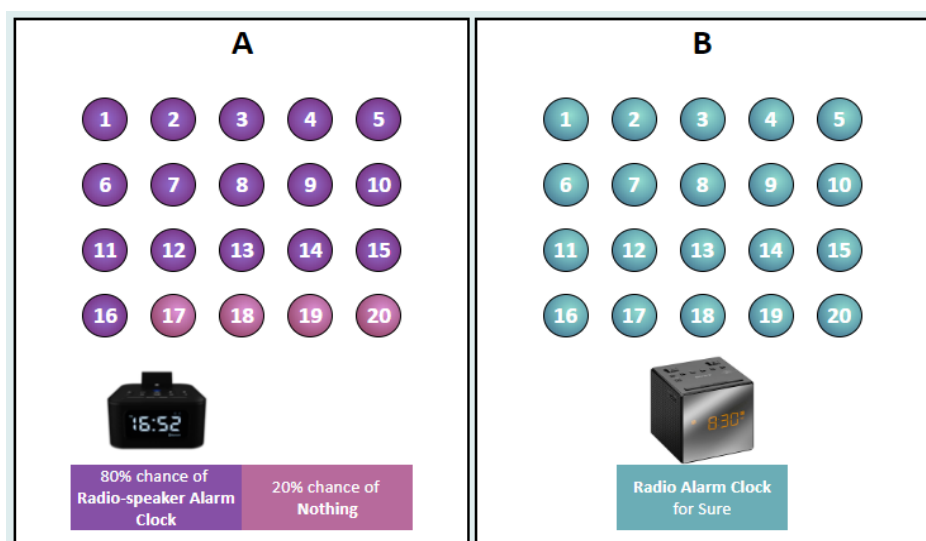 A
1 2 3 4 5
6 7 8 9 10
11 12 13 14 15
16 17 18 19 20
16:52
80% chance of
Radio-speaker Alarm
Clock
20% chance of
Nothing
B
1 2 3 4 5
6 7 8 9 10
11 12 13 14 15
16 17 18 19 20
8:30
Radio Alarm Clock
for Sure